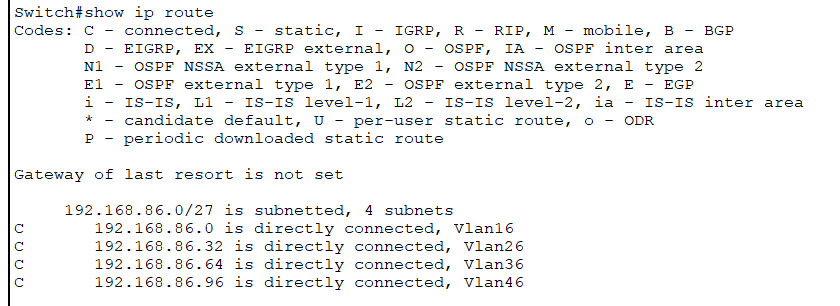 Switch#show ip route
Codes: C - connected, S - static, I - IGRP, R - RIP, M - mobile, B - BGP
D - EIGRP, EX - EIGRP external, O - OSPF, IA - OSPF inter area
N1 - OSPF NSSA external type 1, N2 - OSPF NSSA external type 2
E1 - OSPF external type 1, E2 - OSPF external type 2, E - EGP
i - IS-IS, L1 - IS-IS level-1, L2 - IS-IS level-2, ia - IS-IS inter area
* - candidate default, U - per-user static route, o - ODR
P - periodic downloaded static route
Gateway of last resort is not set
192.168.86.0/27 is subnetted, 4 subnets
C 192.168.86.0 is directly connected, Vlan16
C 192.168.86.32 is directly connected, Vlan26
C 192.168.86.64 is directly connected, Vlan36
C 192.168.86.96 is directly connected, Vlan46